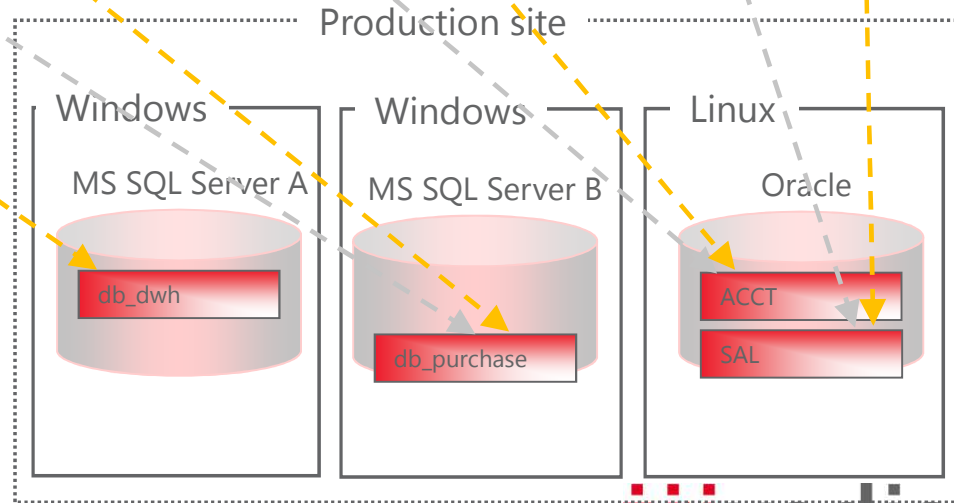 Production site
Windows
Windows
Linux
MS SQL Server A
MS SQL Server B
Oracle
db_dwh
ACCT
db_purchase
SAL